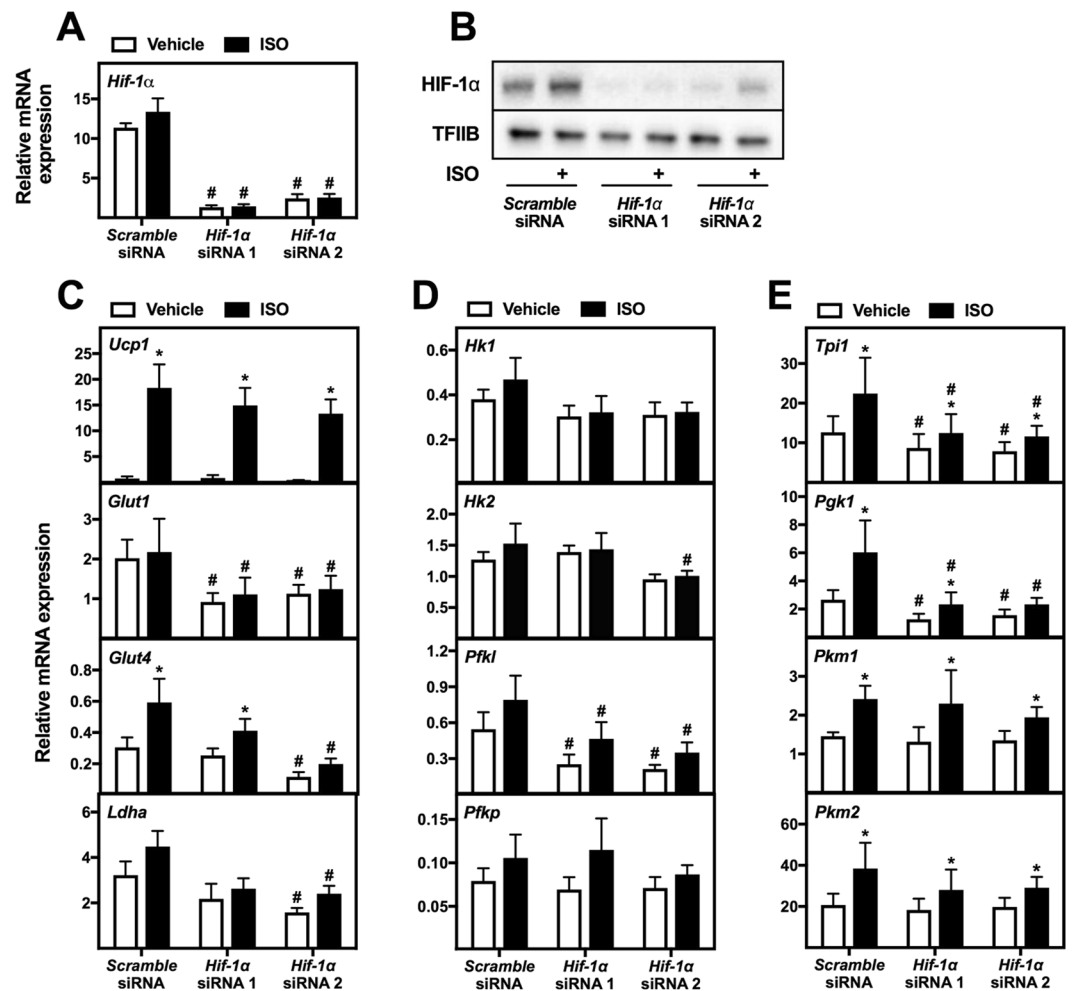 A
Vehicle ISO
Relative mRNA
expression
Hif-1α
15
10
5
# # # #
Scramble
siRNA
Hif-1α
siRNA 1
Hif-1α
siRNA 2
B
HIF-1α
TFIIB
ISO + + +
Scramble
siRNA
Hif-1α
siRNA 1
Hif-1α
siRNA 2
C
Vehicle ISO
Relative mRNA expression
Ucp1
25
20
15
10
5
* * *
Glut1
3
2
1
# # # #
Glut4
0.8
0.6
0.4
0.2
* * # #
Ldha
6
4
2
# #
Scramble
siRNA
Hif-1α
siRNA 1
Hif-1α
siRNA 2
D
Vehicle ISO
Hk1
0.6
0.4
0.2
Hk2
2.0
1.5
1.0
0.5
#
Pfkl
1.2
0.9
0.6
0.3
# # # #
Pfkp
0.15
0.10
0.05
Scramble
siRNA
Hif-1α
siRNA 1
Hif-1α
siRNA 2
E
Vehicle ISO
Tpi1
30
20
10
* # # * # # *
Pgk1
10
8
6
4
2
* # # * # #
Pkm1
3
2
1
* * *
Pkm2
60
40
20
* * *
Scramble
siRNA
Hif-1α
siRNA 1
Hif-1α
siRNA 2